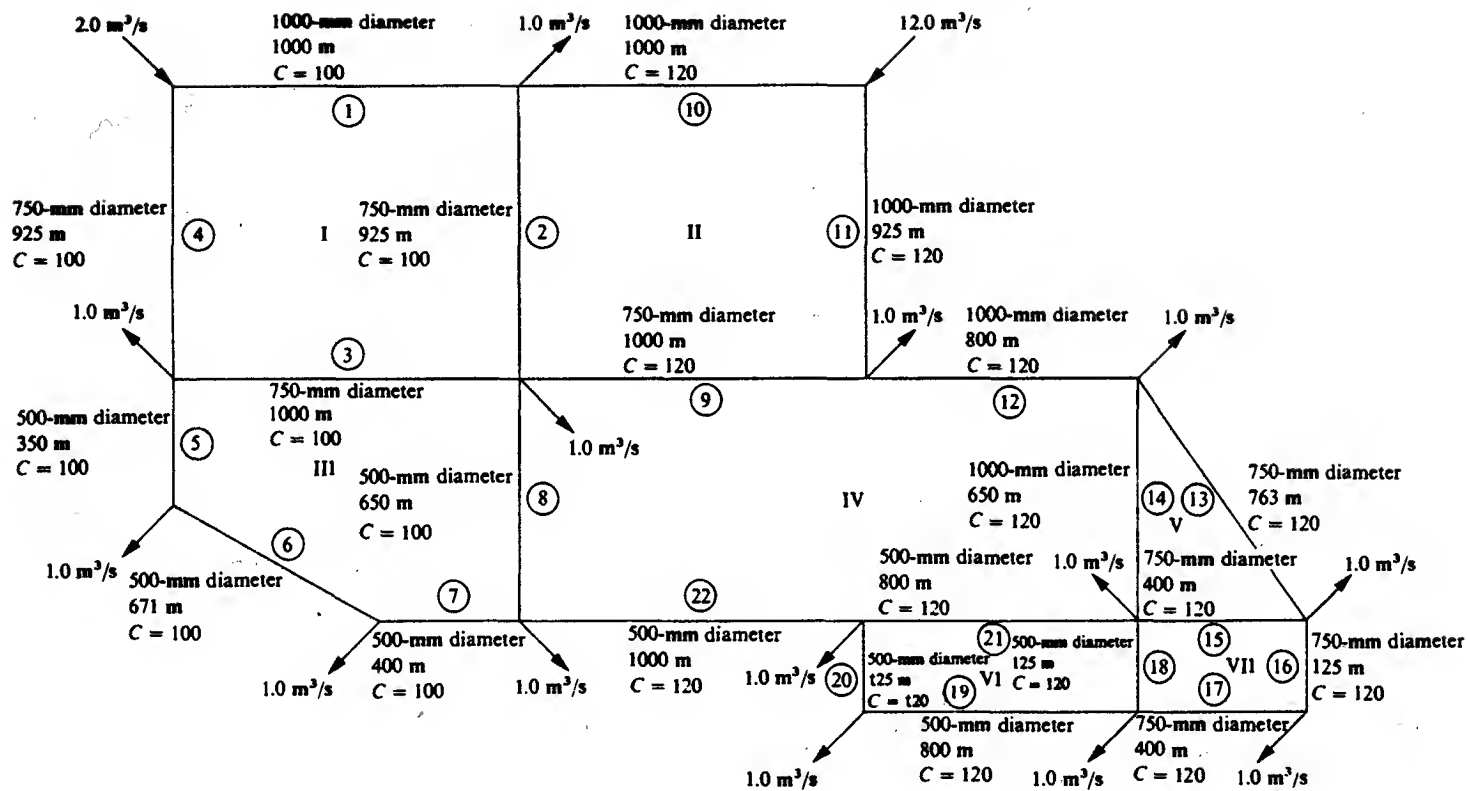 2.0 m³/s
1000-mm diameter
1000 m
C = 100
1.0 m³/s
1000-mm diameter
1000 m
C = 120
12.0 m³/s
1
10
750-mm diameter
925 m
C = 100
4
I
750-mm diameter
925 m
C = 100
2
II
11
1000-mm diameter
925 m
C = 120
1.0 m³/s
3
750-mm diameter
1000 m
C = 120
1.0 m³/s
1000-mm diameter
800 m
C = 120
1.0 m³/s
9
12
500-mm diameter
350 m
C = 100
5
750-mm diameter
1000 m
C = 100
III
1.0 m³/s
500-mm diameter
650 m
C = 100
8
IV
1000-mm diameter
650 m
C = 120
14
13
V
750-mm diameter
763 m
C = 120
1.0 m³/s
6
500-mm diameter
671 m
C = 100
7
22
500-mm diameter
800 m
C = 120
1.0 m³/s
750-mm diameter
400 m
C = 120
1.0 m³/s
1.0 m³/s
500-mm diameter
400 m
C = 100
1.0 m³/s
500-mm diameter
1000 m
C = 120
1.0 m³/s
20
500-mm diameter
t25 m
C = t20
21
VI
19
500-mm diameter
125 m
C = 120
18
15
VII
17
16
750-mm diameter
125 m
C = 120
1.0 m³/s
500-mm diameter
800 m
C = 120
1.0 m³/s
750-mm diameter
400 m
C = 120
1.0 m³/s